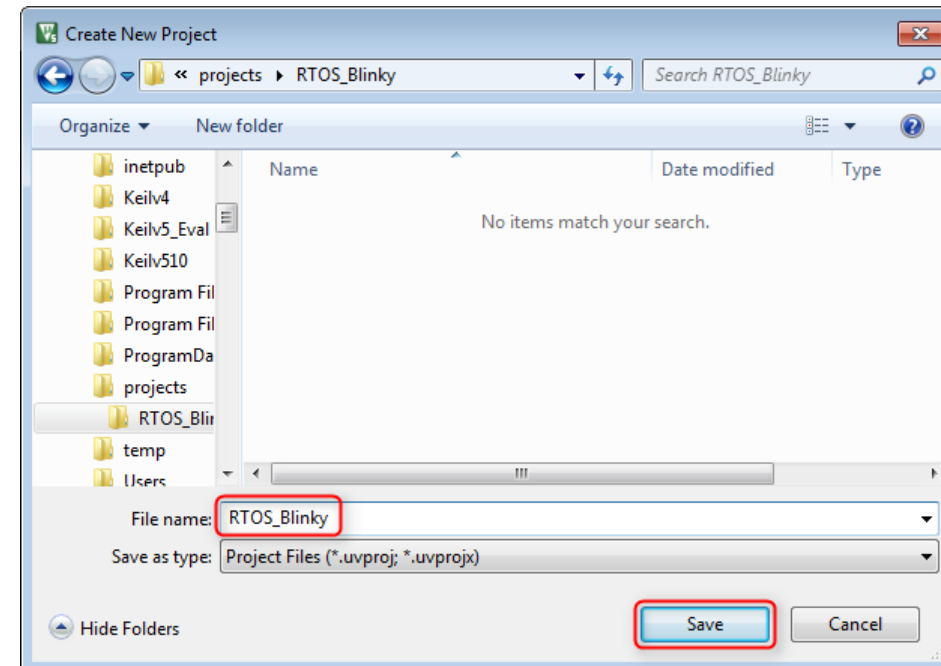 Create New Project
« projects ▸ RTOS_Blinky
Search RTOS_Blinky
Organize
New folder
inetpub
Keilv4
Keilv5_Eval
Keilv510
Program Fil
Program Fil
ProgramDa
projects
RTOS_Blin
temp
Users
Name
Date modified
Type
No items match your search.
File name: RTOS_Blinky
Save as type: Project Files (*.uvproj; *.uvprojx)
Hide Folders
Save
Cancel